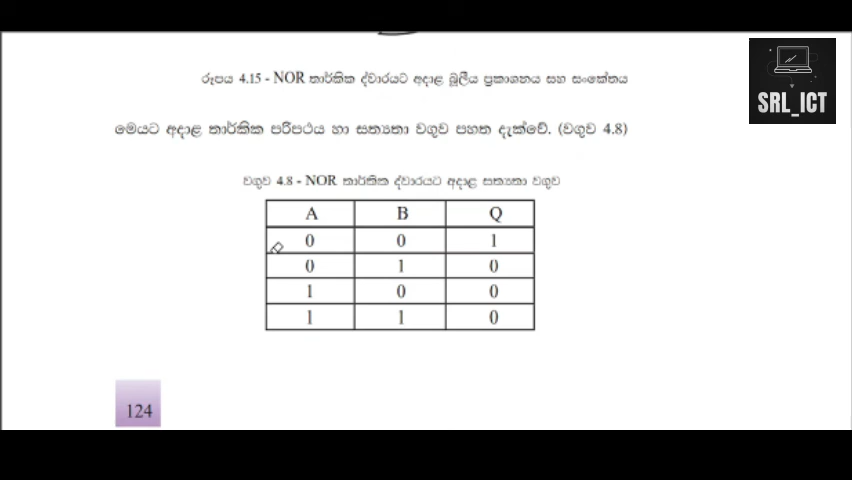 රූපය 4.15 - NOR තාර්කික ද්වාරයට අදාළ බූලීය ප්‍රකාශනය සහ සංකේතය
SRL_ICT
මෙයට අදාළ තාර්කික පරිපථය හා සත්‍යතා වගුව පහත දැක්වේ. (වගුව 4.8)
වගුව 4.8 - NOR තාර්කික ද්වාරයට අදාළ සත්‍යතා වගුව
A B Q
0 0 1
0 1 0
1 0 0
1 1 0
124